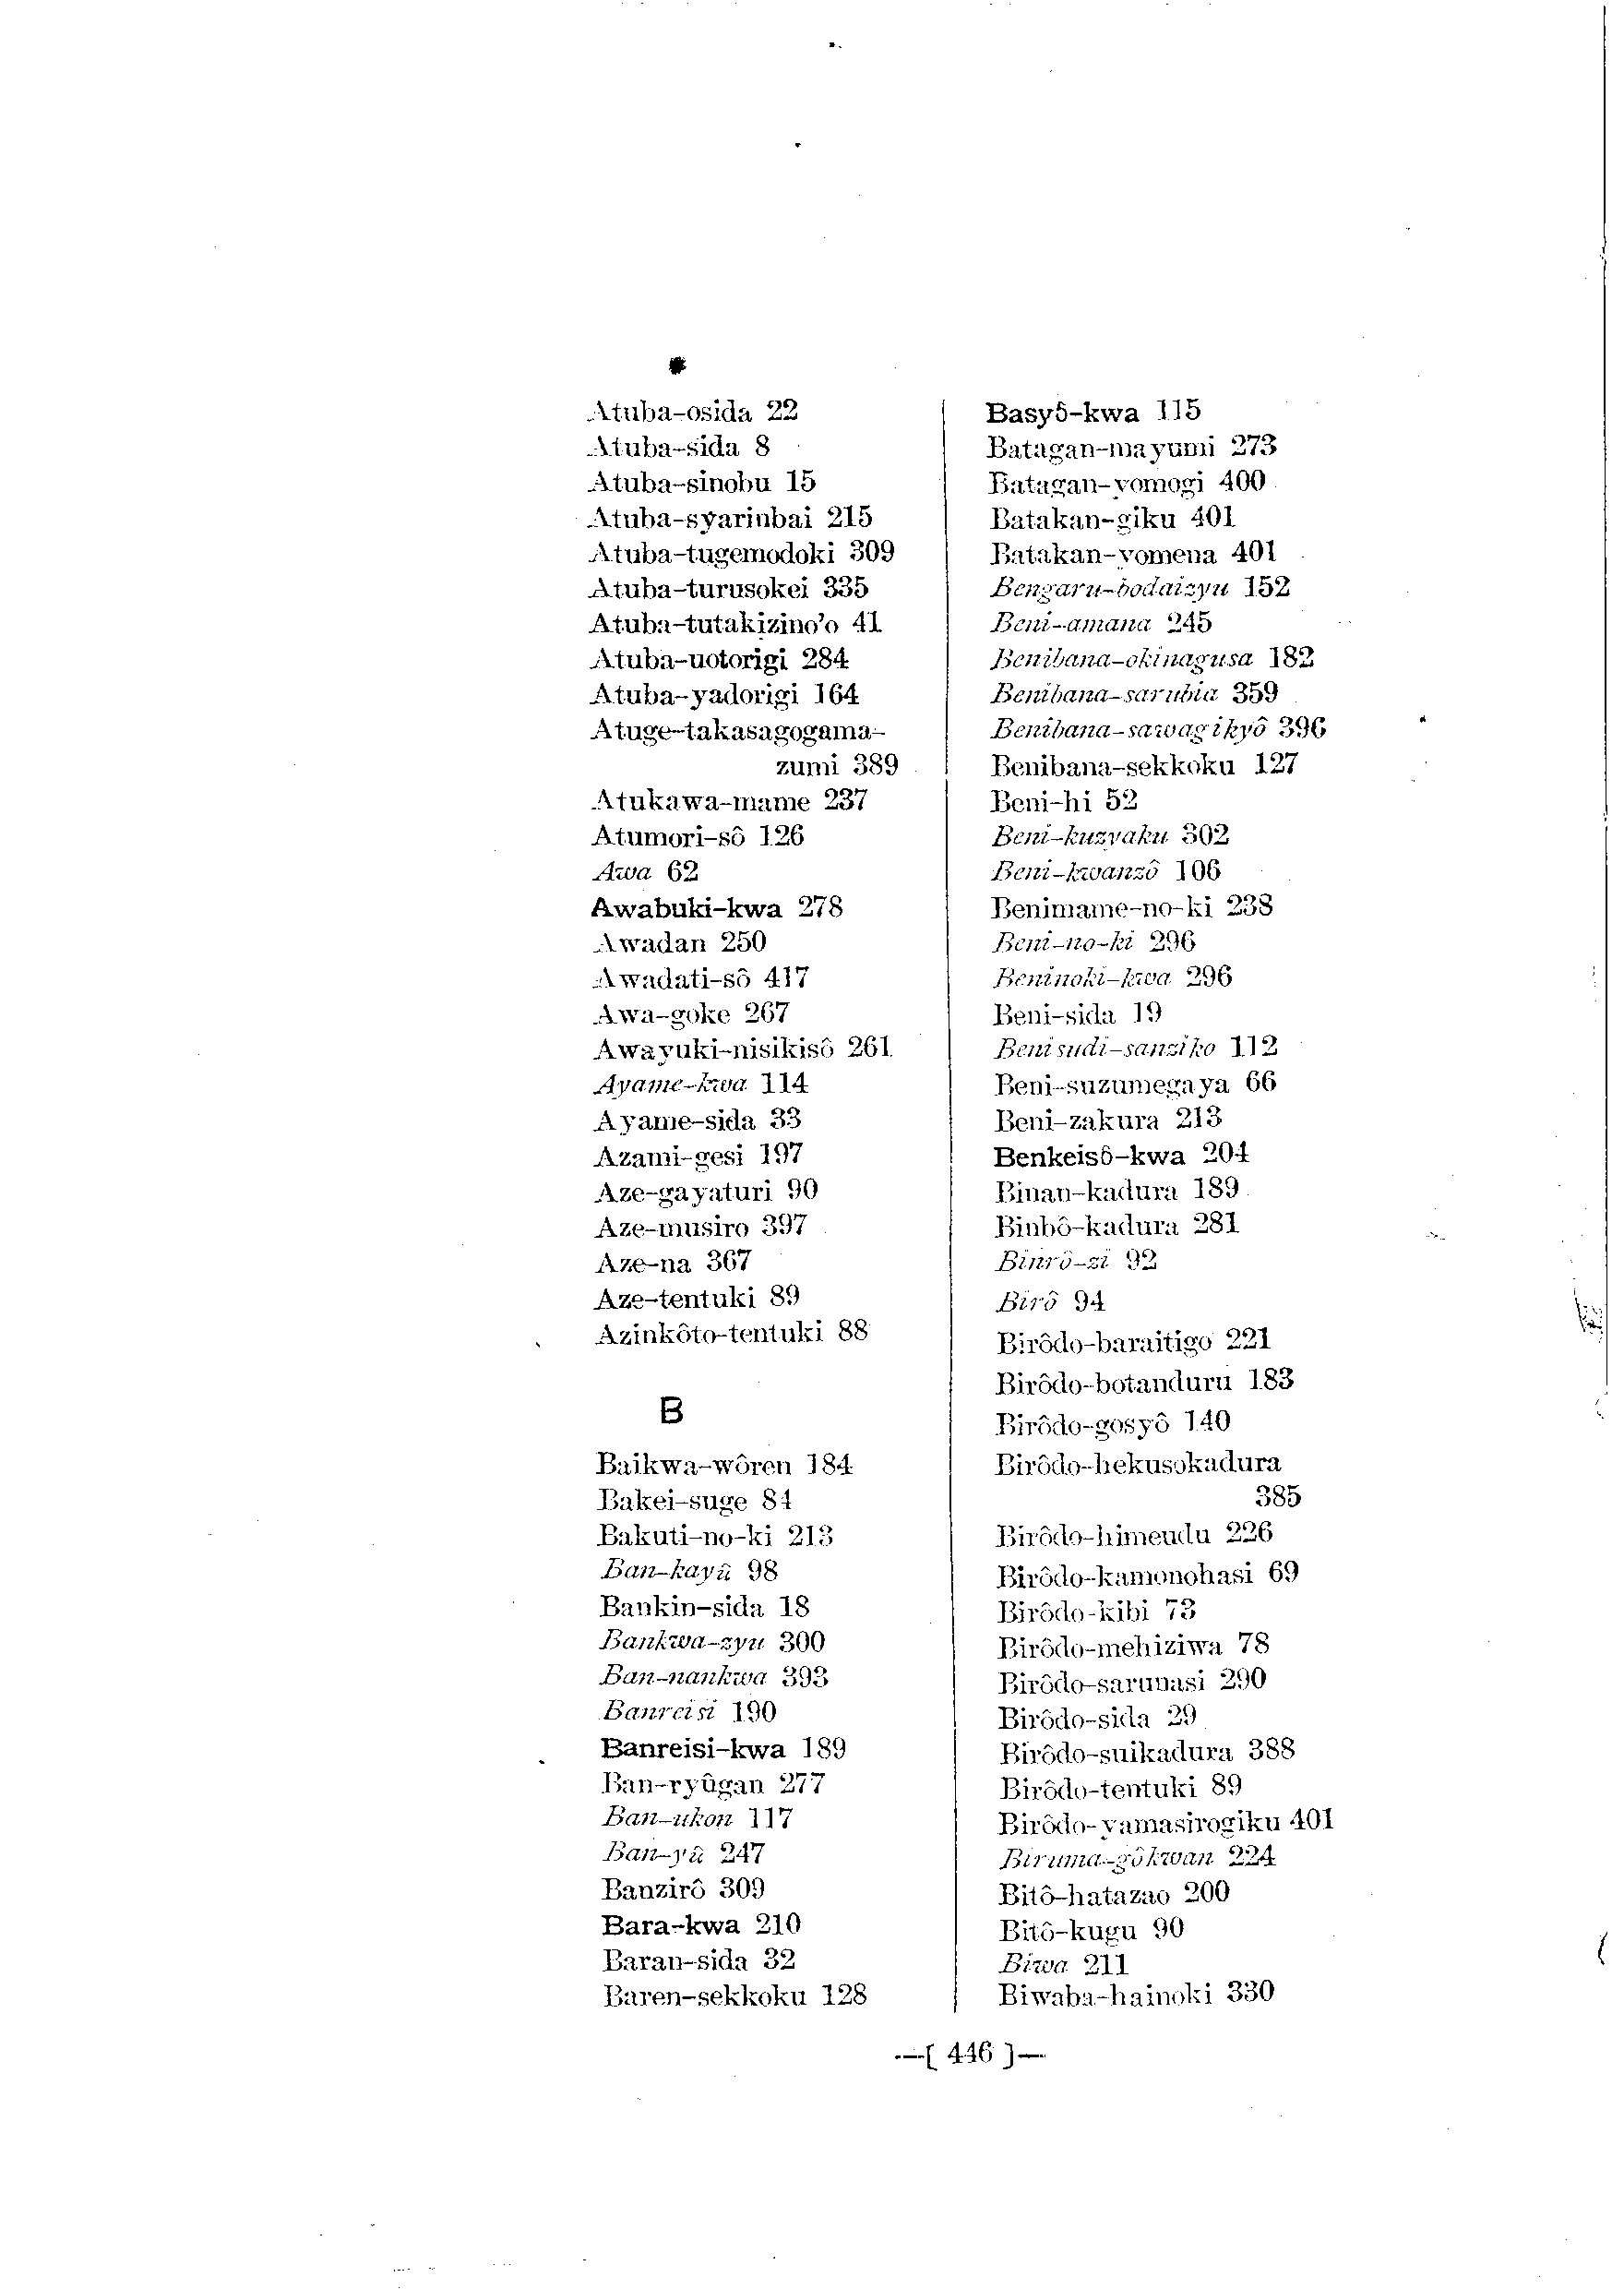 Atuba-osida 22
Atuba-sida 8
Atuba-sinobu 15
Atuba-syarinbai 215
Atuba-tugemodoki 309
Atuba-turusokei 335
Atuba-tutakizino'o 41
Atuba-uotorigi 284
Atuba-yadorigi 164
Atuge-takasagogama-
zumi 389
Atukawa-mame 237
Atumori-sô 126
Awa 62
Awabuki-kwa 278
Awadan 250
Awadati-sô 417
Awa-goke 267
Awayuki-nisikisô 261
Ayame-kwa 114
Ayame-sida 33
Azami-gesi 197
Aze-gayaturi 90
Aze-musiro 397
Aze-na 367
Aze-tentuki 89
Azinkôto-tentuki 88
B
Baikwa-wôren 184
Bakei-suge 84
Bakuti-no-ki 213
Ban-kayû 98
Bankin-sida 18
Bankwa-zyu 300
Ban-nankwa 393
Banreisi 190
Banreisi-kwa 189
Ban-ryûgan 277
Ban-ukon 117
Ban-yû 247
Banzirô 309
Bara-kwa 210
Baran-sida 32
Baren-sekkoku 128
Basyô-kwa 115
Batagan-mayumi 273
Batagan-yomogi 400
Batakan-giku 401
Batakan-yomena 401
Bengaru-bodaizyu 152
Beni-amana 245
Benibana-okinagusa 182
Benibana-sarubia 359
Benibana-sawagikyô 396
Benibana-sekkoku 127
Beni-hi 52
Beni-kuzyaku 302
Beni-kwanzô 106
Benimame-no-ki 238
Beni-no-ki 296
Beninoki-kwa 296
Beni-sida 19
Benisudi-sanziko 112
Beni-suzumegaya 66
Beni-zakura 213
Benkeisô-kwa 204
Binan-kadura 189
Binbô-kadura 281
Binrô-zi 92
Birô 94
Birôdo-baraitigo 221
Birôdo-botanduru 183
Birôdo-gosyô 140
Birôdo-hekusokadura
385
Birôdo-himeudu 226
Birôdo-kamonohasi 69
Birôdo-kibi 73
Birôdo-mehiziwa 78
Birôdo-sarunasi 290
Birôdo-sida 29
Birôdo-suikadura 388
Birôdo-tentuki 89
Birôdo-yamasirogiku 401
Biruma-gôkwan 224
Bitô-hatazao 200
Bitô-kugu 90
Biwa 211
Biwaba-hainoki 330
—[ 446 ]—